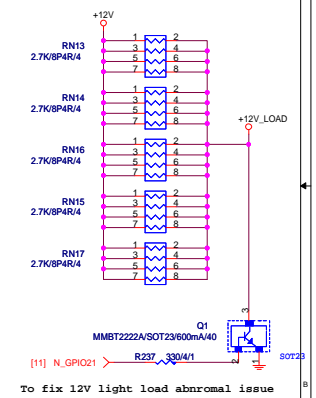 +12V
RN13
2.7K/8P4R/4
1 2
3 4
5 6
7 8
RN14
2.7K/8P4R/4
1 2
3 4
5 6
7 8
+12V_LOAD
RN16
2.7K/8P4R/4
1 2
3 4
5 6
7 8
RN15
2.7K/8P4R/4
1 2
3 4
5 6
7 8
RN17
2.7K/8P4R/4
1 2
3 4
5 6
7 8
3
Q1
MMBT2222A/SOT23/600mA/40
SOT23
2 1
[11] N_GPIO21
R237 330/4/1
To fix 12V light load abnromal issue
B